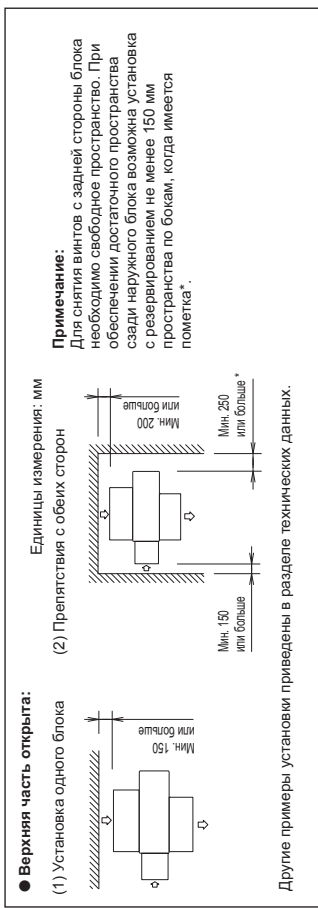 ● Верхняя часть открыта:
Единицы измерения: мм
(1) Установка одного блока
Мин. 150
или больше
(2) Препятствия с обеих сторон
Мин. 200
или больше
Мин. 150
или больше
Мин. 250
или больше *
Примечание:
Для снятия винтов с задней стороны блока
необходимо свободное пространство. При
обеспечении достаточного пространства
сзади наружного блока возможна установка
с резервированием не менее 150 мм
пространства по бокам, когда имеется
пометка*.
Другие примеры установки приведены в разделе технических данных.